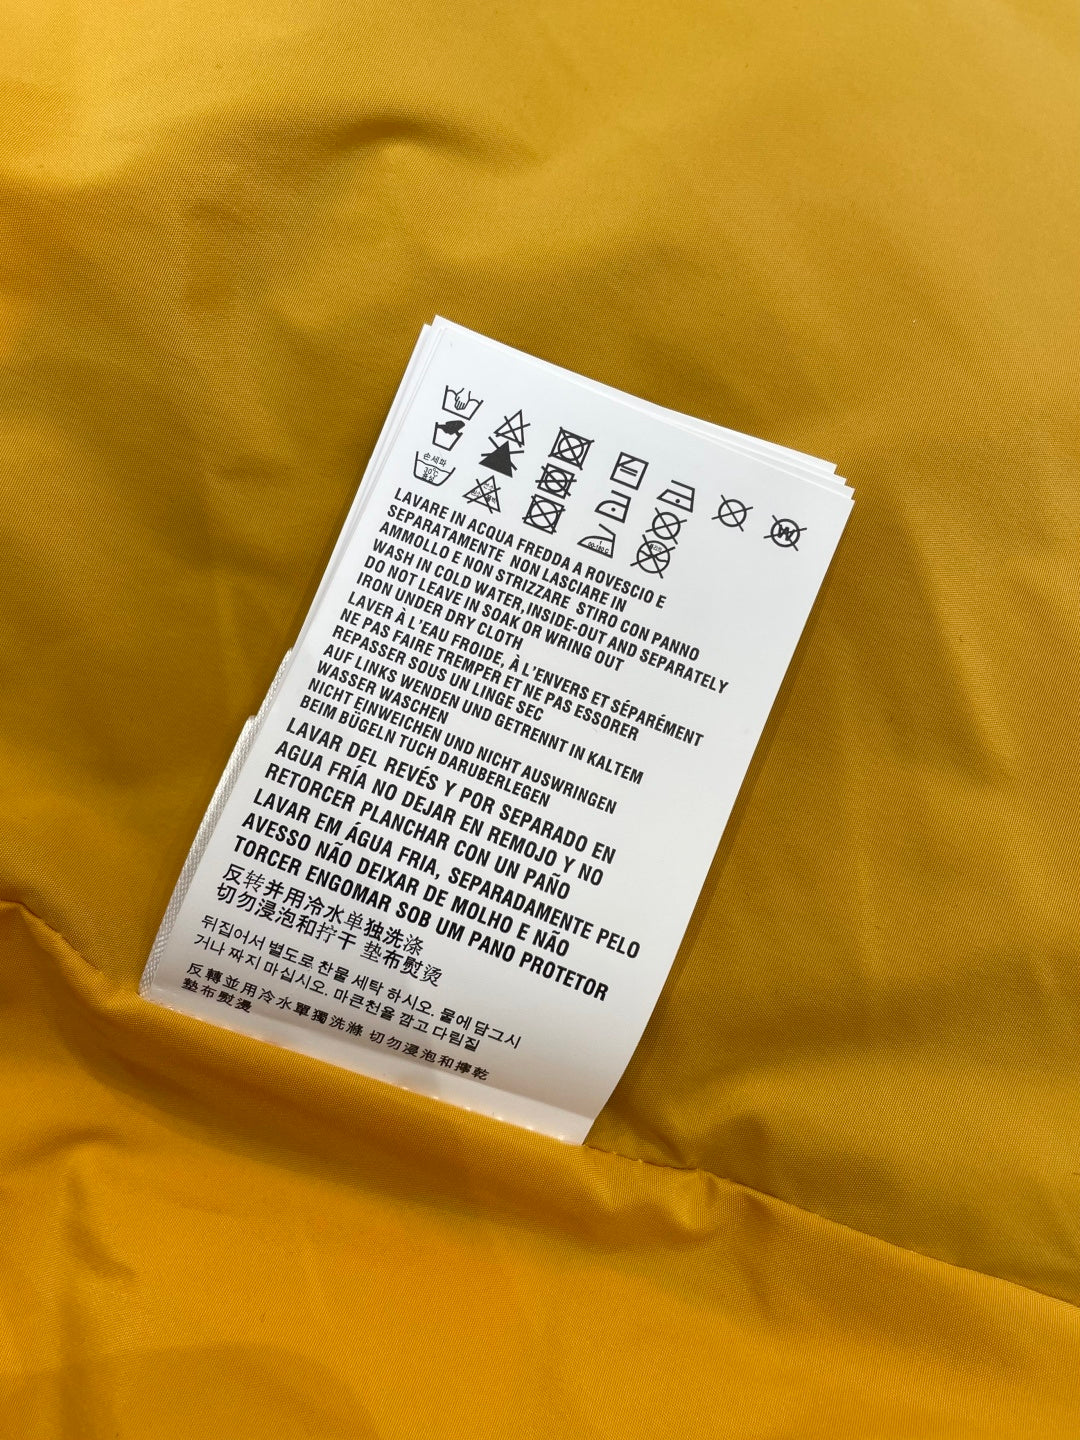 손세탁
30℃
중성
LAVARE IN ACQUA FREDDA A ROVESCIO E
SEPARATAMENTE NON LASCIARE IN
AMMOLLO E NON STRIZZARE STIRO CON PANNO
WASH IN COLD WATER, INSIDE-OUT AND SEPARATELY
DO NOT LEAVE IN SOAK OR WRING OUT
IRON UNDER DRY CLOTH
LAVER À L'EAU FROIDE, À L'ENVERS ET SÉPARÉMENT
NE PAS FAIRE TREMPER ET NE PAS ESSORER
REPASSER SOUS UN LINGE SEC
AUF LINKS WENDEN UND GETRENNT IN KALTEM
WASSER WASCHEN
NICHT EINWEICHEN UND NICHT AUSWRINGEN
BEIM BÜGELN TUCH DARUBERLEGEN
LAVAR DEL REVÉS Y POR SEPARADO EN
AGUA FRÍA NO DEJAR EN REMOJO Y NO
RETORCER PLANCHAR CON UN PAÑO
LAVAR EM ÁGUA FRIA, SEPARADAMENTE PELO
AVESSO NÃO DEIXAR DE MOLHO E NÃO
TORCER ENGOMAR SOB UM PANO PROTETOR
反转并用冷水单独洗涤
切勿浸泡和拧干 垫布熨烫
뒤집어서 별도로 찬물 세탁 하시오. 물에 담그시
거나 짜지 마십시오. 마른천을 깔고 다림질
反轉並用冷水單獨洗滌 切勿浸泡和擰乾
墊布熨燙